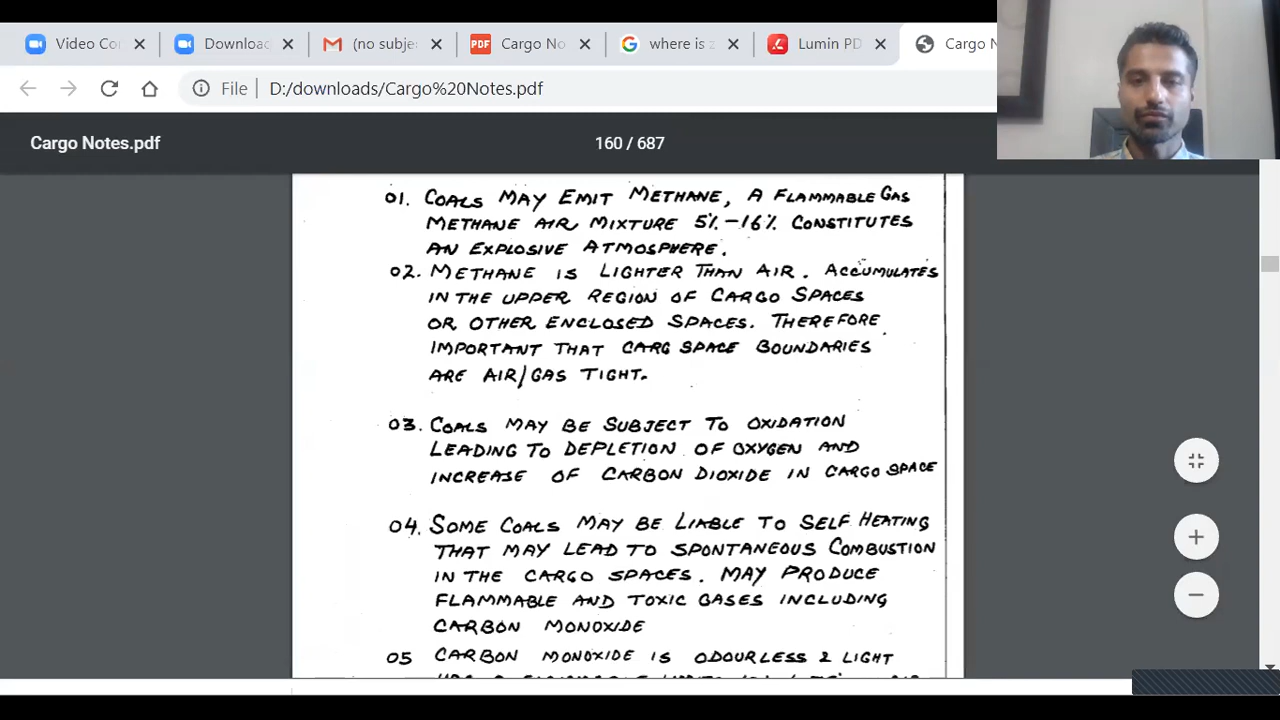 Video Co
Downloa
(no subje
Cargo No
where is
Lumin PD
Cargo N
File
D:/downloads/Cargo%20Notes.pdf
Cargo Notes.pdf
160 / 687
01. COALS MAY EMIT METHANE, A FLAMMABLE GAS
METHANE AIR MIXTURE 5% - 16% CONSTITUTES
AN EXPLOSIVE ATMOSPHERE.
02. METHANE IS LIGHTER THAN AIR. ACCUMULATES
IN THE UPPER REGION OF CARGO SPACES
OR OTHER ENCLOSED SPACES. THEREFORE
IMPORTANT THAT CARG SPACE BOUNDARIES
ARE AIR/GAS TIGHT.
03. COALS MAY BE SUBJECT TO OXIDATION
LEADING TO DEPLETION OF OXYGEN AND
INCREASE OF CARBON DIOXIDE IN CARGO SPACE
04. SOME COALS MAY BE LIABLE TO SELF HEATING
THAT MAY LEAD TO SPONTANEOUS COMBUSTION
IN THE CARGO SPACES. MAY PRODUCE
FLAMMABLE AND TOXIC GASES INCLUDING
CARBON MONOXIDE
05 CARBON MONOXIDE IS ODOURLESS & LIGHT